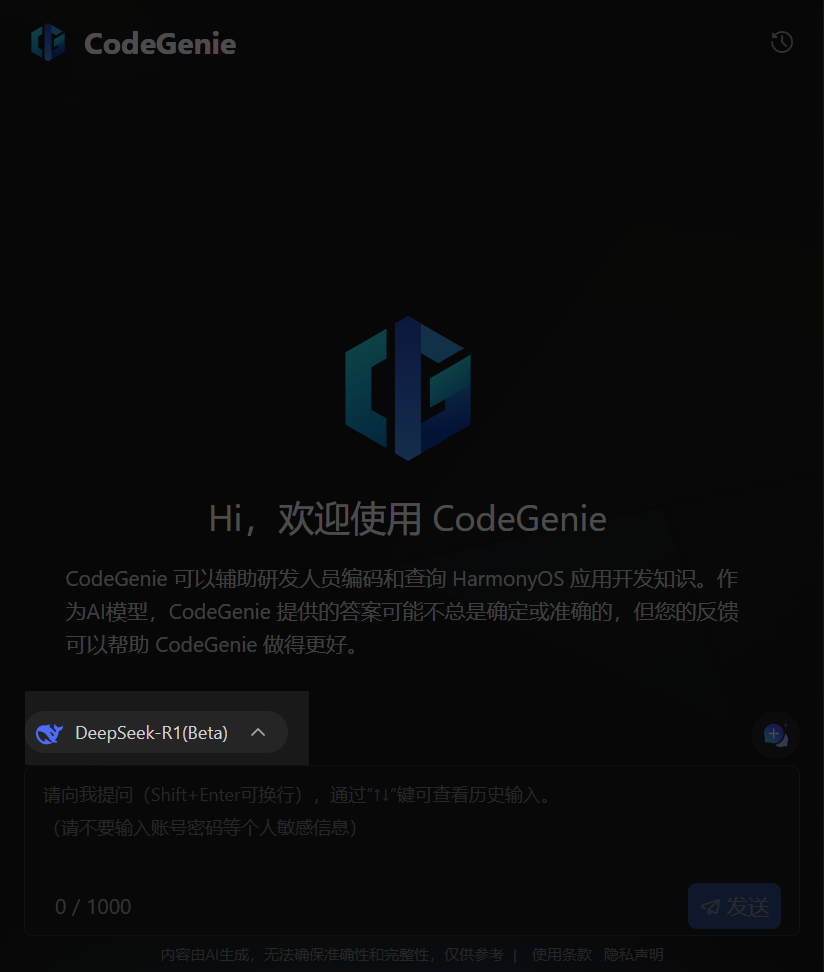 CodeGenie
Hi，欢迎使用 CodeGenie
CodeGenie 可以辅助研发人员编码和查询 HarmonyOS 应用开发知识。作
为AI模型，CodeGenie 提供的答案可能不总是确定或准确的，但您的反馈
可以帮助 CodeGenie 做得更好。
DeepSeek-R1(Beta)
请向我提问（Shift+Enter可换行），通过“↑↓”键可查看历史输入。
（请不要输入账号密码等个人敏感信息）
0 / 1000
发送
内容由AI生成，无法确保准确性和完整性，仅供参考 | 使用条款 隐私声明